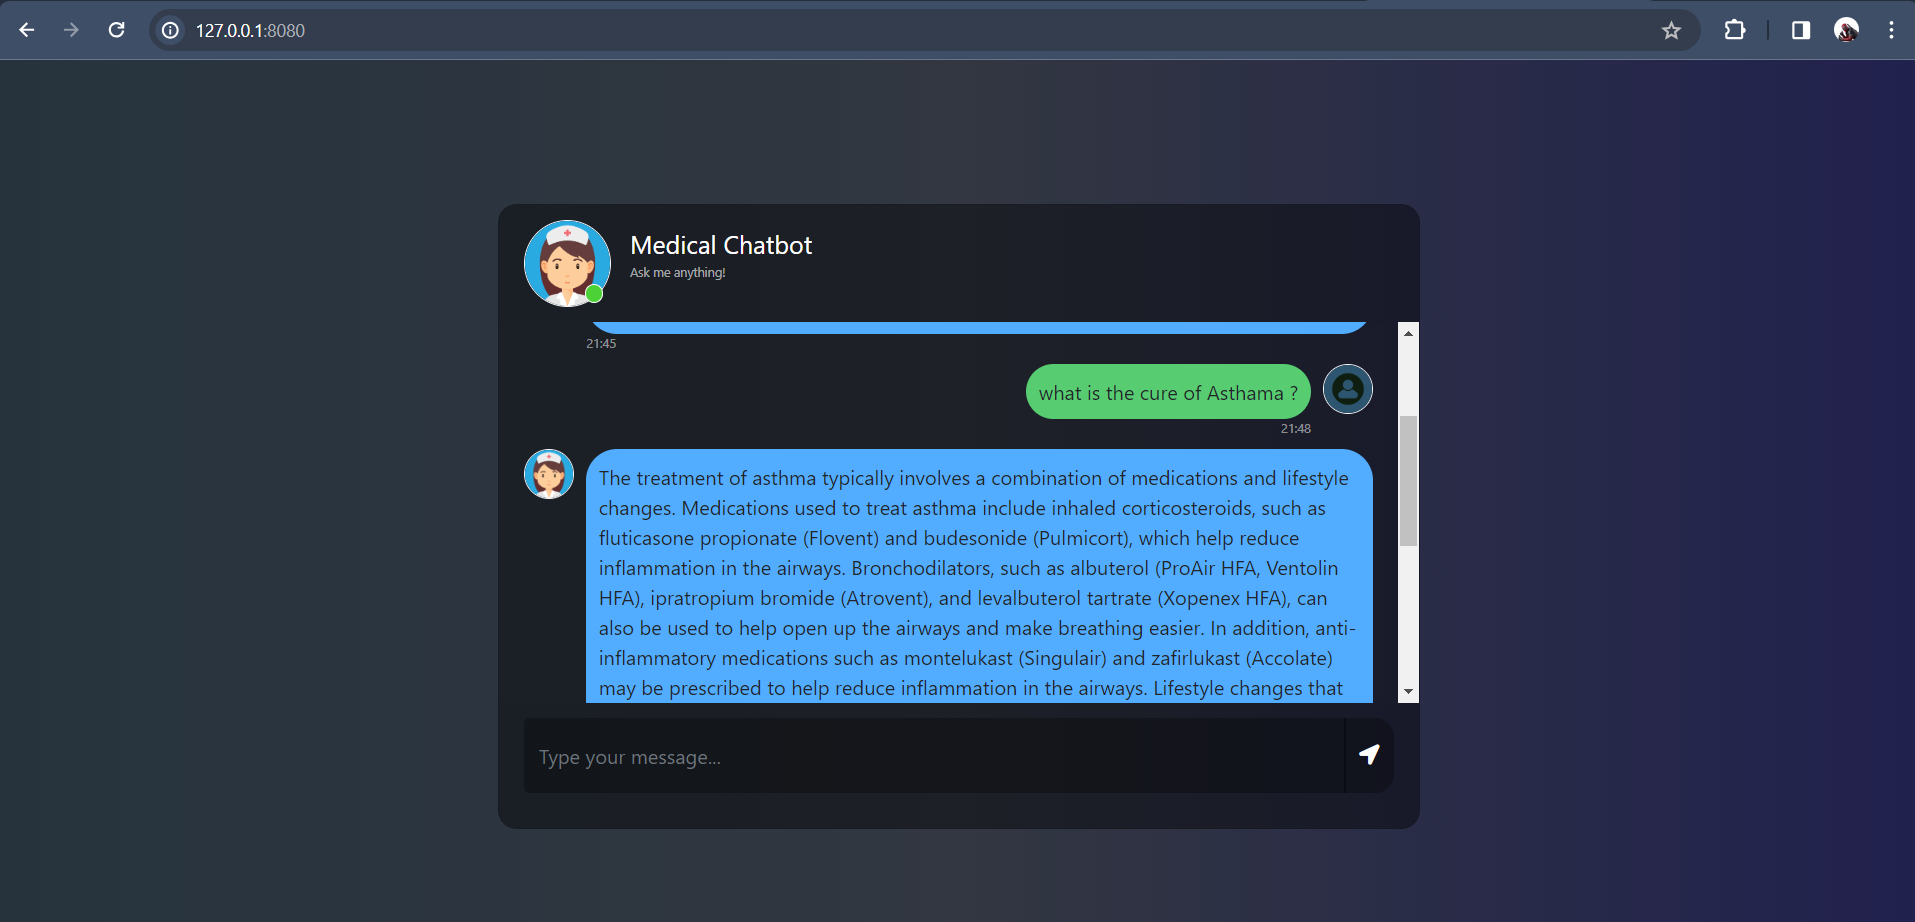 127.0.0.1:8080
Medical Chatbot
Ask me anything!
21:45
what is the cure of Asthama ?
21:48
The treatment of asthma typically involves a combination of medications and lifestyle
changes. Medications used to treat asthma include inhaled corticosteroids, such as
fluticasone propionate (Flovent) and budesonide (Pulmicort), which help reduce
inflammation in the airways. Bronchodilators, such as albuterol (ProAir HFA, Ventolin
HFA), ipratropium bromide (Atrovent), and levalbuterol tartrate (Xopenex HFA), can
also be used to help open up the airways and make breathing easier. In addition, anti-
inflammatory medications such as montelukast (Singulair) and zafirlukast (Accolate)
may be prescribed to help reduce inflammation in the airways. Lifestyle changes that
Type your message...